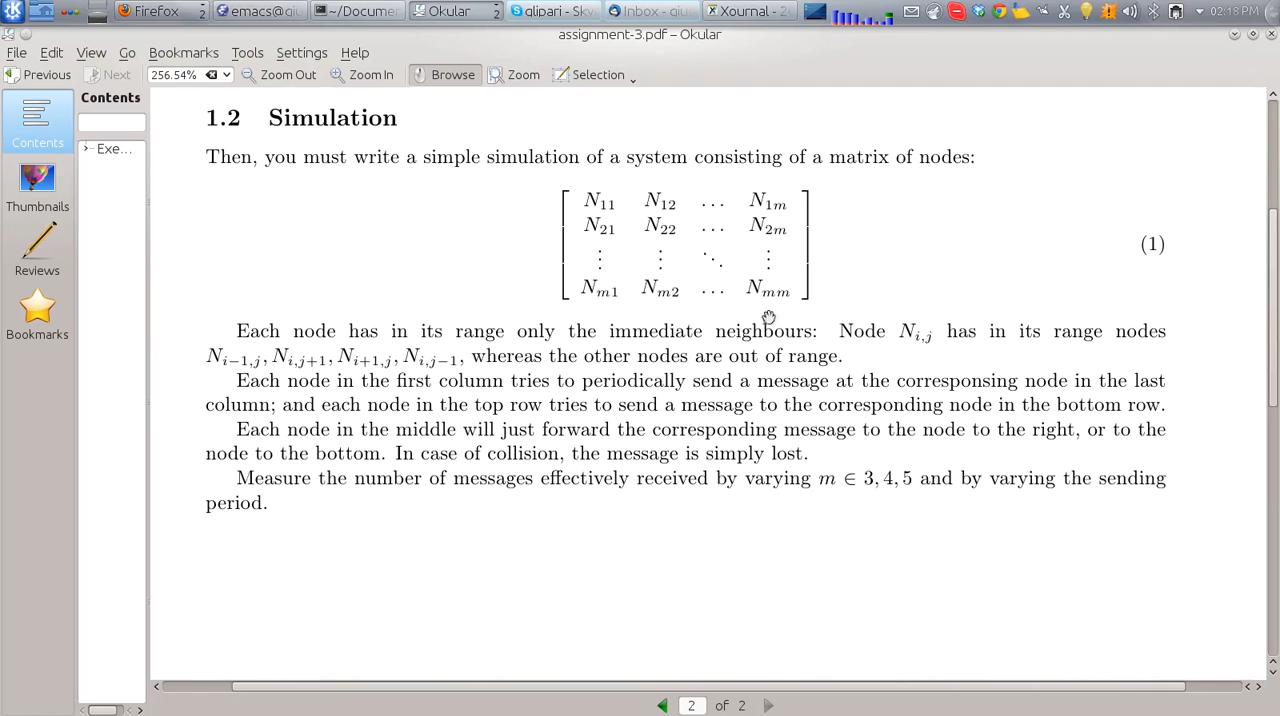 Firefox 2 emacs@giu ~/Docume Okular 2 glipari - Sky Inbox - giu Xournal - 2 02:18 PM
assignment-3.pdf – Okular
File Edit View Go Bookmarks Tools Settings Help
Previous Next 256.54% Zoom Out Zoom In Browse Zoom Selection
Contents
Contents
Exe...
Thumbnails
Reviews
Bookmarks
1.2 Simulation
Then, you must write a simple simulation of a system consisting of a matrix of nodes:
N11 N12 ... N1m
N21 N22 ... N2m
⋮ ⋮ ⋱ ⋮
Nm1 Nm2 ... Nmm
(1)
Each node has in its range only the immediate neighbours: Node Ni,j has in its range nodes
Ni−1,j, Ni,j+1, Ni+1,j, Ni,j−1, whereas the other nodes are out of range.
Each node in the first column tries to periodically send a message at the corresponsing node in the last
column; and each node in the top row tries to send a message to the corresponding node in the bottom row.
Each node in the middle will just forward the corresponding message to the node to the right, or to the
node to the bottom. In case of collision, the message is simply lost.
Measure the number of messages effectively received by varying m ∈ 3, 4, 5 and by varying the sending
period.
2 of 2